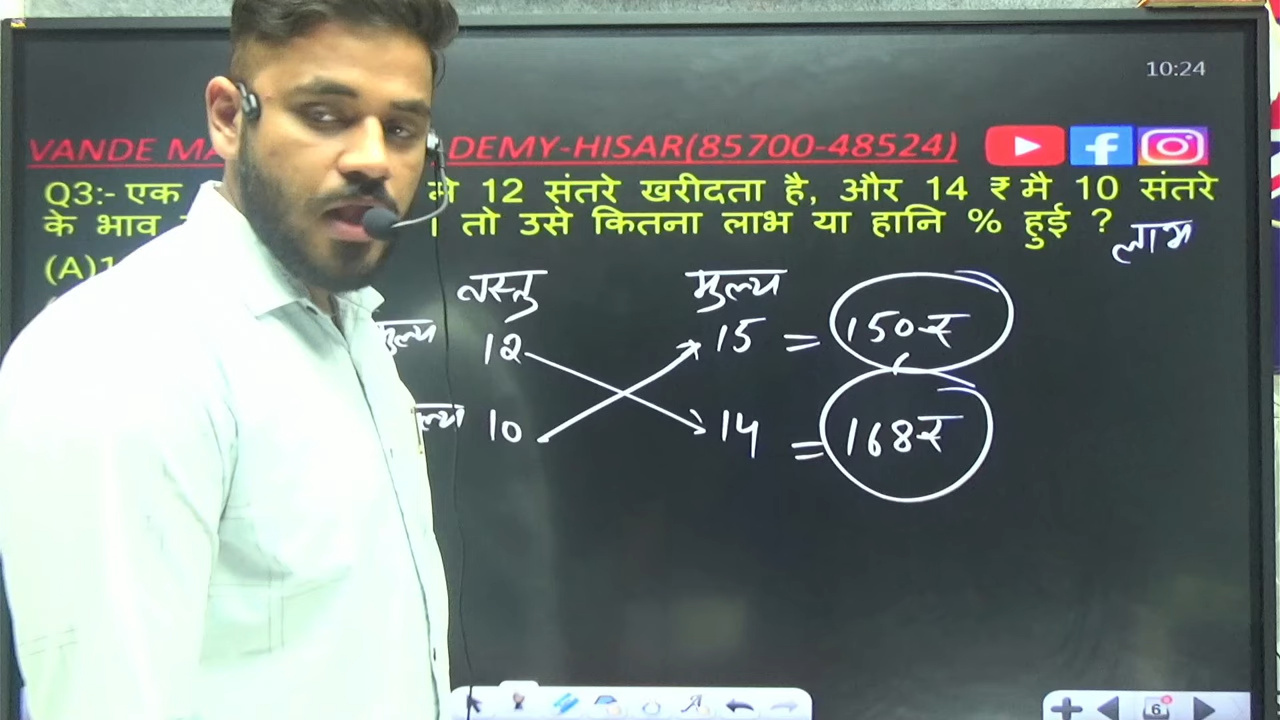 10:24
VANDE MA DEMY-HISAR(85700-48524)
Q3:- एक 12 संतरे खरीदता है, और 14 ₹ मै 10 संतरे
के भाव तो उसे कितना लाभ या हानि % हुई ? लाभ
(A)1
वस्तु मुल्य
मुल्य 12 15 = 150₹
ल्य 10 14 = 168₹
6